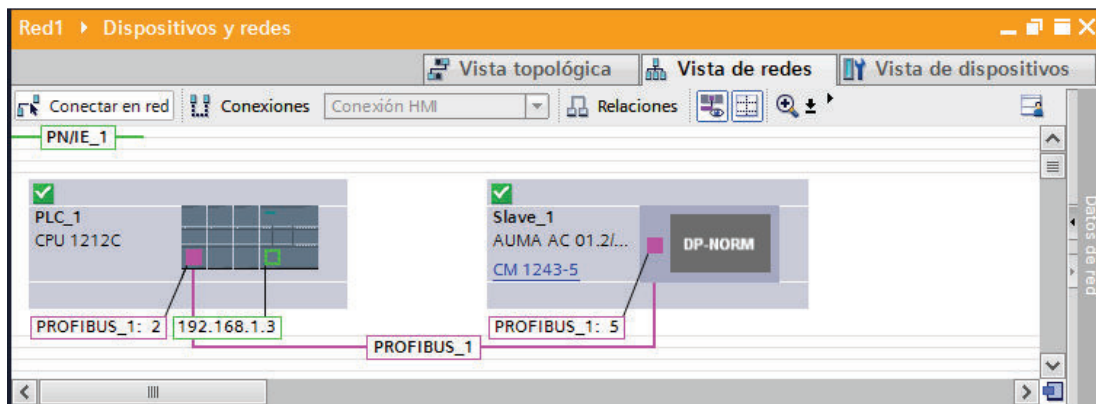 Red1 ▸ Dispositivos y redes
Vista topológica Vista de redes Vista de dispositivos
Conectar en red Conexiones Conexión HMI Relaciones
PN/IE_1
PLC_1
CPU 1212C
Slave_1
AUMA AC 01.2/...
CM 1243-5
DP-NORM
PROFIBUS_1: 2 192.168.1.3
PROFIBUS_1: 5
PROFIBUS_1
Datos de red